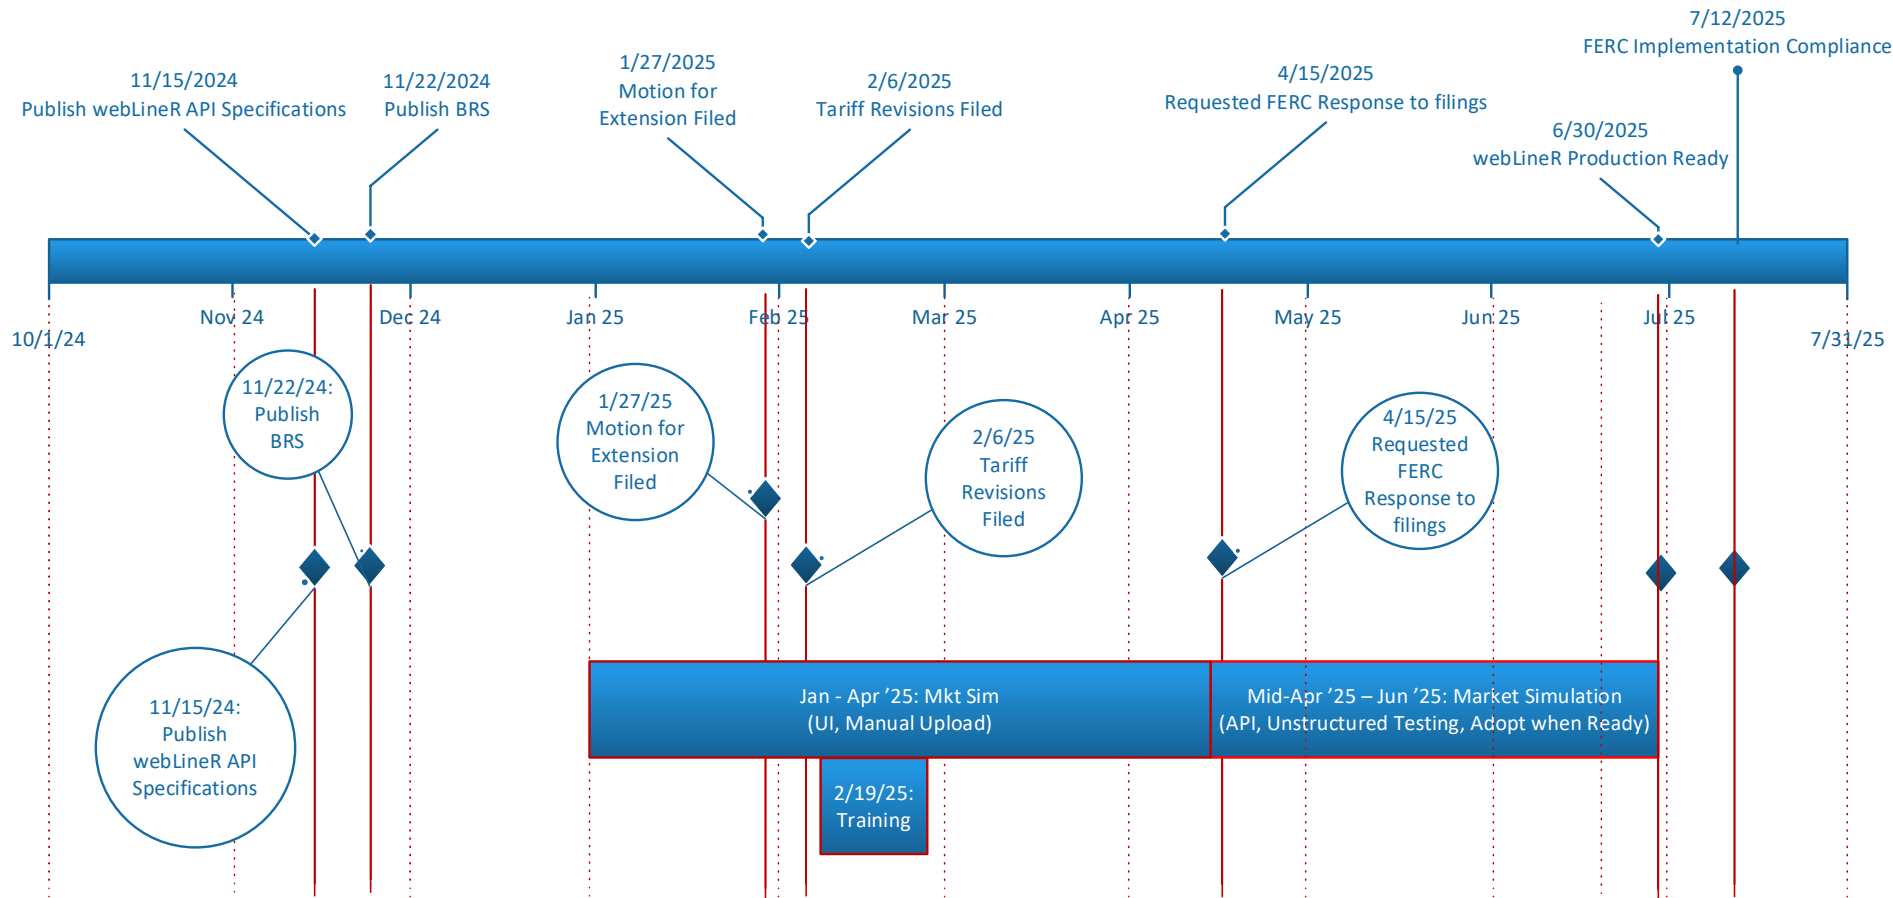 7/12/2025
FERC Implementation Compliance
11/15/2024
Publish webLineR API Specifications
11/22/2024
Publish BRS
1/27/2025
Motion for
Extension Filed
2/6/2025
Tariff Revisions Filed
4/15/2025
Requested FERC Response to filings
6/30/2025
webLineR Production Ready
10/1/24
Nov 24
Dec 24
Jan 25
Feb 25
Mar 25
Apr 25
May 25
Jun 25
Jul 25
7/31/25
11/22/24:
Publish
BRS
1/27/25
Motion for
Extension
Filed
2/6/25
Tariff
Revisions
Filed
4/15/25
Requested
FERC
Response to
filings
11/15/24:
Publish
webLineR API
Specifications
Jan - Apr ’25: Mkt Sim
(UI, Manual Upload)
Mid-Apr ’25 – Jun ’25: Market Simulation
(API, Unstructured Testing, Adopt when Ready)
2/19/25:
Training